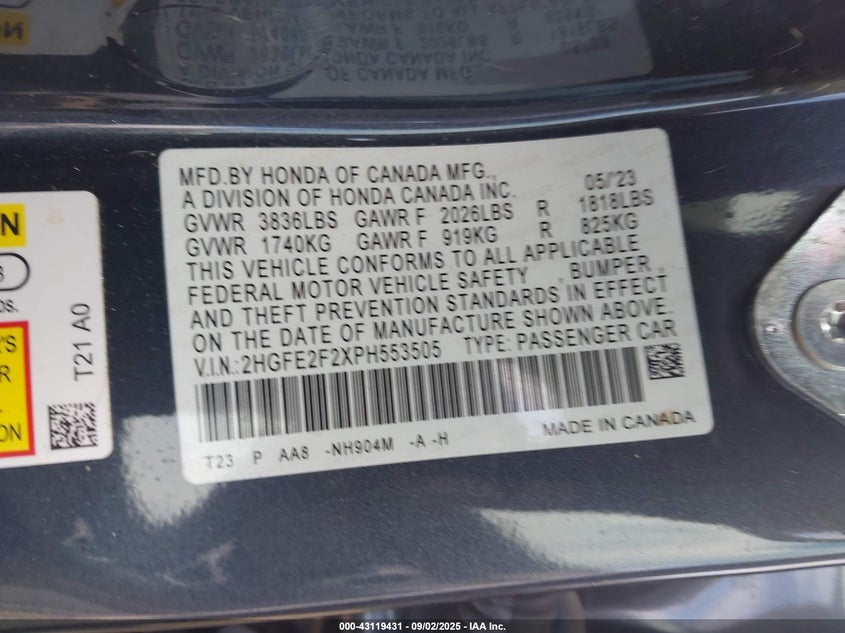 MFD.BY HONDA OF CANADA MFG.,
A DIVISION OF HONDA CANADA INC. 05/'23
GVWR 3836LBS GAWR F 2026LBS R 1818LBS
GVWR 1740KG GAWR F 919KG R 825KG
THIS VEHICLE CONFORMS TO ALL APPLICABLE
FEDERAL MOTOR VEHICLE SAFETY , BUMPER ,
AND THEFT PREVENTION STANDARDS IN EFFECT
ON THE DATE OF MANUFACTURE SHOWN ABOVE.
V.I.N.:2HGFE2F2XPH553505 TYPE: PASSENGER CAR
T23 P AA8 -NH904M -A -H MADE IN CANADA
T21 A0
000-43119431 - 09/02/2025 - IAA Inc.